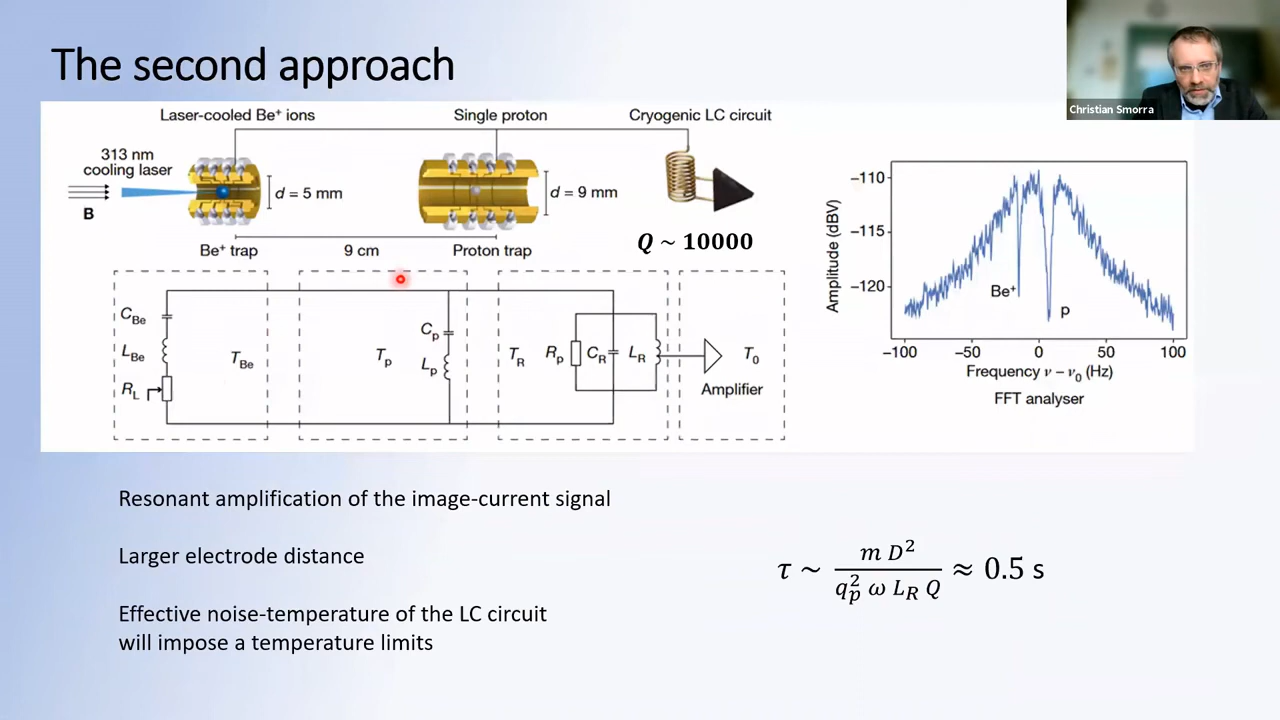 The second approach
Christian Smorra
Laser-cooled Be⁺ ions
Single proton
Cryogenic LC circuit
313 nm
cooling laser
B
d = 5 mm
d = 9 mm
Be⁺ trap
9 cm
Proton trap
Q ~ 10000
C_Be
L_Be
R_L
T_Be
T_p
C_p
L_p
T_R
R_p
C_R
L_R
T_0
Amplifier
Amplitude (dBV)
−110
−115
−120
Be⁺
p
−100
−50
0
50
100
Frequency ν − ν₀ (Hz)
FFT analyser
Resonant amplification of the image-current signal
Larger electrode distance
Effective noise-temperature of the LC circuit
will impose a temperature limits
τ ~ m D² / q_p² ω L_R Q ≈ 0.5 s